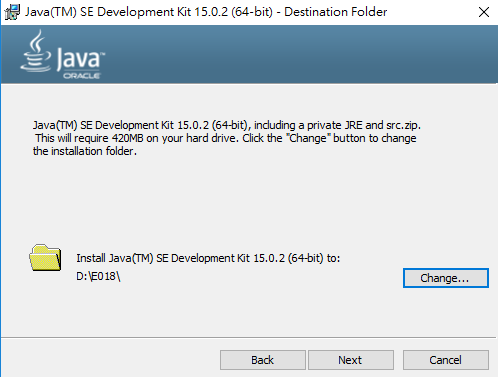 Java(TM) SE Development Kit 15.0.2 (64-bit) - Destination Folder
Java™
ORACLE
Java(TM) SE Development Kit 15.0.2 (64-bit), including a private JRE and src.zip.
This will require 420MB on your hard drive. Click the "Change" button to change
the installation folder.
Install Java(TM) SE Development Kit 15.0.2 (64-bit) to:
D:\E018\
Change...
Back
Next
Cancel